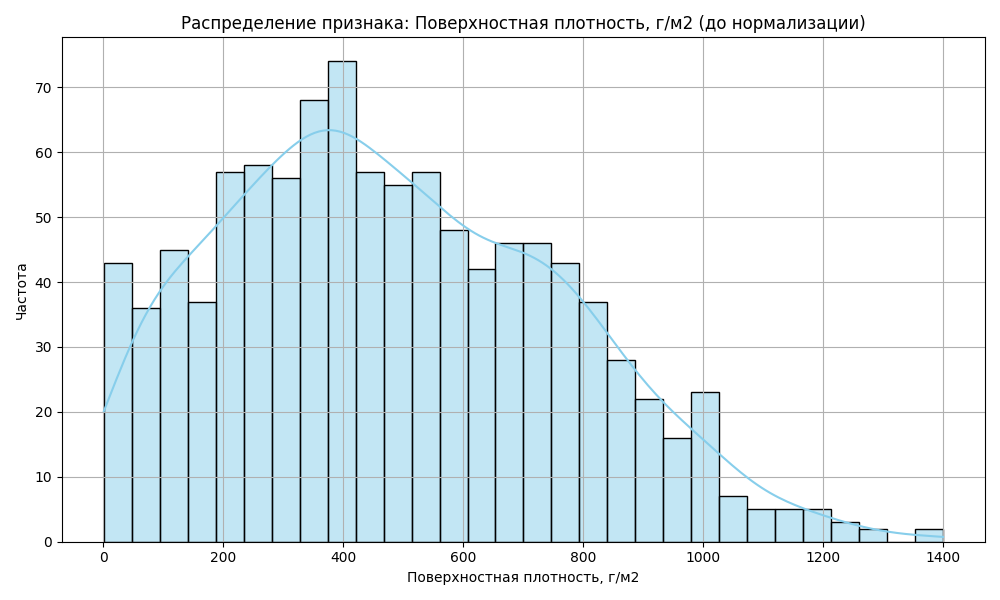 Распределение признака: Поверхностная плотность, г/м2 (до нормализации)
Частота
70
60
50
40
30
20
10
0
0 200 400 600 800 1000 1200 1400
Поверхностная плотность, г/м2